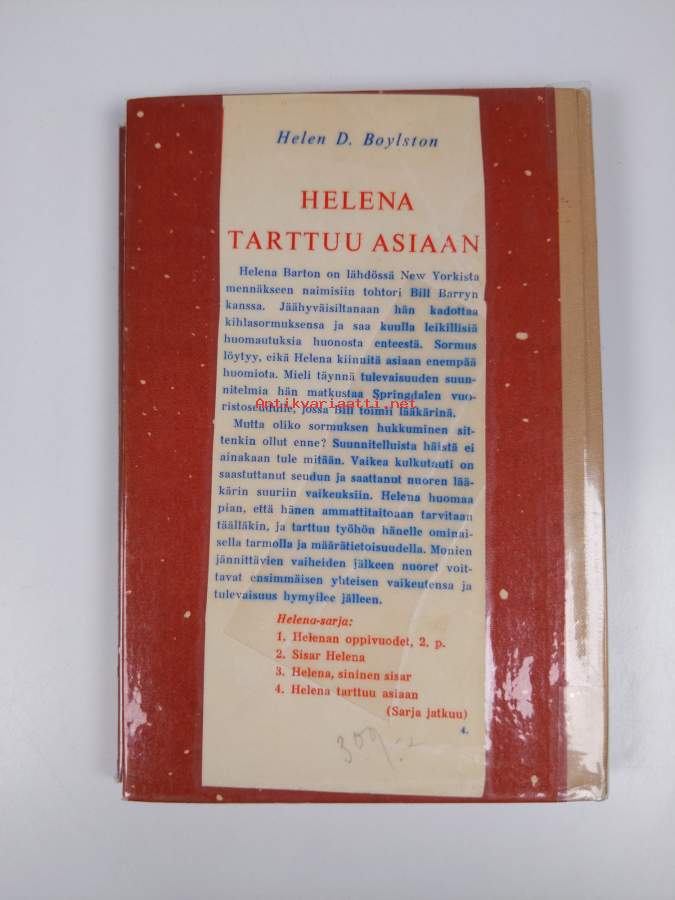 Helen D. Boylston
HELENA
TARTTUU ASIAAN
Helena Barton on lähdössä New Yorkista
mennäkseen naimisiin tohtori Bill Barryn
kanssa. Jäähyväisiltanaan hän kadottaa
kihlasormuksensa ja saa kuulla leikillisiä
huomautuksia huonosta enteestä. Sormus
löytyy, eikä Helena kiinnitä asiaan enempää
huomiota. Mieli täynnä tulevaisuuden suun-
nitelmia hän matkustaa Springdalen vuo-
Antikvariaatti.net
ristoseudulle, jossa Bill toimii lääkärinä.
Mutta oliko sormuksen hukkuminen sit-
tenkin ollut enne? Suunnitelluista häistä ei
ainakaan tule mitään. Vaikea kulkutauti on
saastuttanut seudun ja saattanut nuoren lää-
kärin suuriin vaikeuksiin. Helena huomaa
pian, että hänen ammattitaitoaan tarvitaan
täälläkin, ja tarttuu työhön hänelle ominai-
sella tarmolla ja määrätietoisuudella. Monien
jännittävien vaiheiden jälkeen nuoret voit-
tavat ensimmäisen yhteisen vaikeutensa ja
tulevaisuus hymyilee jälleen.
Helena-sarja:
1. Helenan oppivuodet, 2. p.
2. Sisar Helena
3. Helena, sininen sisar
4. Helena tarttuu asiaan
(Sarja jatkuu)
4.